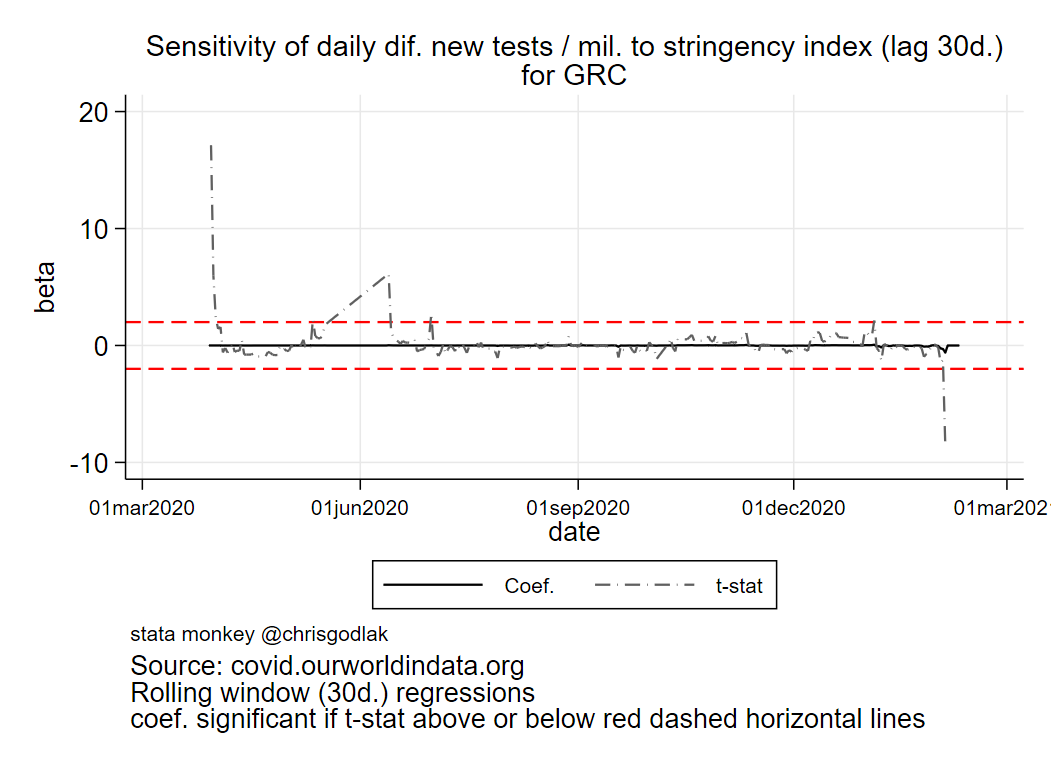 Sensitivity of daily dif. new tests / mil. to stringency index (lag 30d.)
for GRC
20
10
0
-10
beta
01mar2020
01jun2020
01sep2020
01dec2020
01mar202
date
Coef.
t-stat
stata monkey @chrisgodlak
Source: covid.ourworldindata.org
Rolling window (30d.) regressions
coef. significant if t-stat above or below red dashed horizontal lines